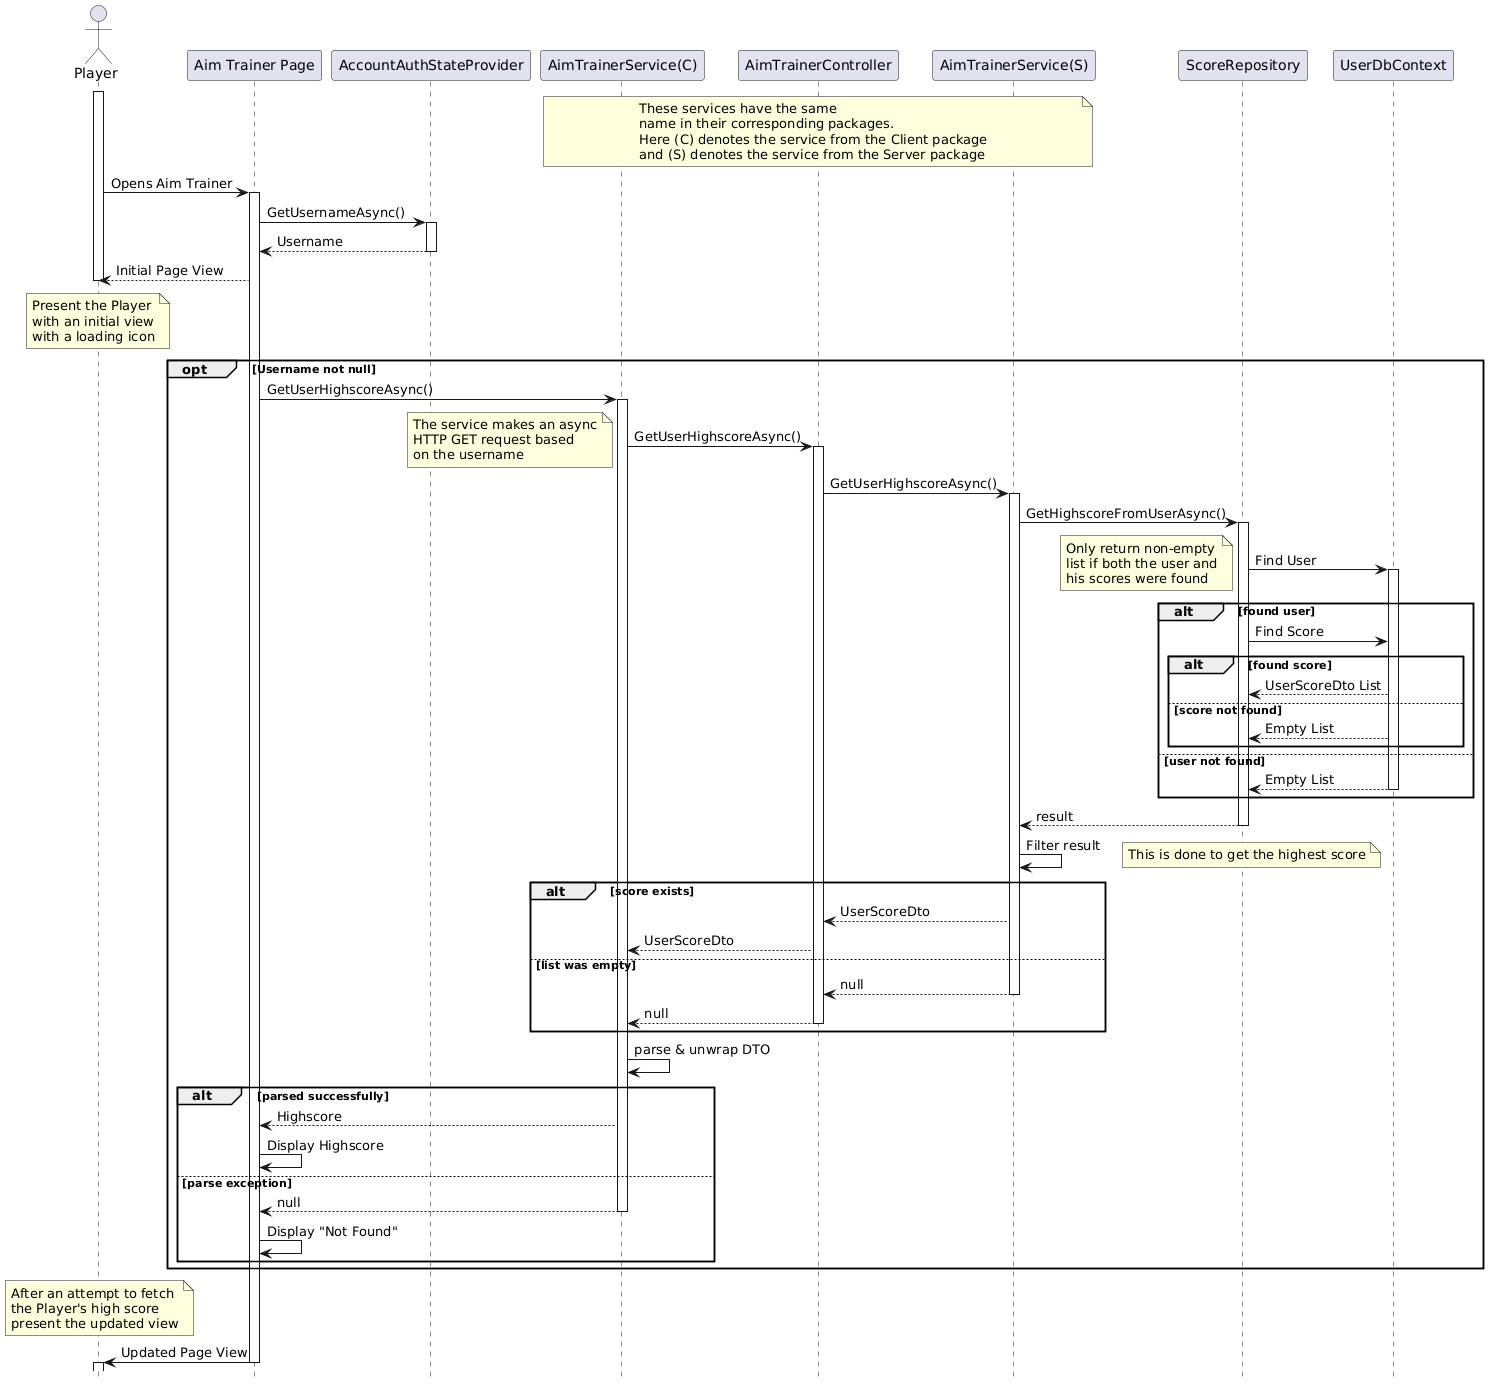 Player
Aim Trainer Page
AccountAuthStateProvider
AimTrainerService(C)
AimTrainerController
AimTrainerService(S)
ScoreRepository
UserDbContext
These services have the same
name in their corresponding packages.
Here (C) denotes the service from the Client package
and (S) denotes the service from the Server package
Opens Aim Trainer
GetUsernameAsync()
Username
Initial Page View
Present the Player
with an initial view
with a loading icon
opt [Username not null]
GetUserHighscoreAsync()
The service makes an async
HTTP GET request based
on the username
GetUserHighscoreAsync()
GetUserHighscoreAsync()
GetHighscoreFromUserAsync()
Only return non-empty
list if both the user and
his scores were found
Find User
alt [found user]
Find Score
alt [found score]
UserScoreDto List
[score not found]
Empty List
[user not found]
Empty List
result
Filter result
This is done to get the highest score
alt [score exists]
UserScoreDto
UserScoreDto
[list was empty]
null
null
parse & unwrap DTO
alt [parsed successfully]
Highscore
Display Highscore
[parse exception]
null
Display "Not Found"
After an attempt to fetch
the Player's high score
present the updated view
Updated Page View